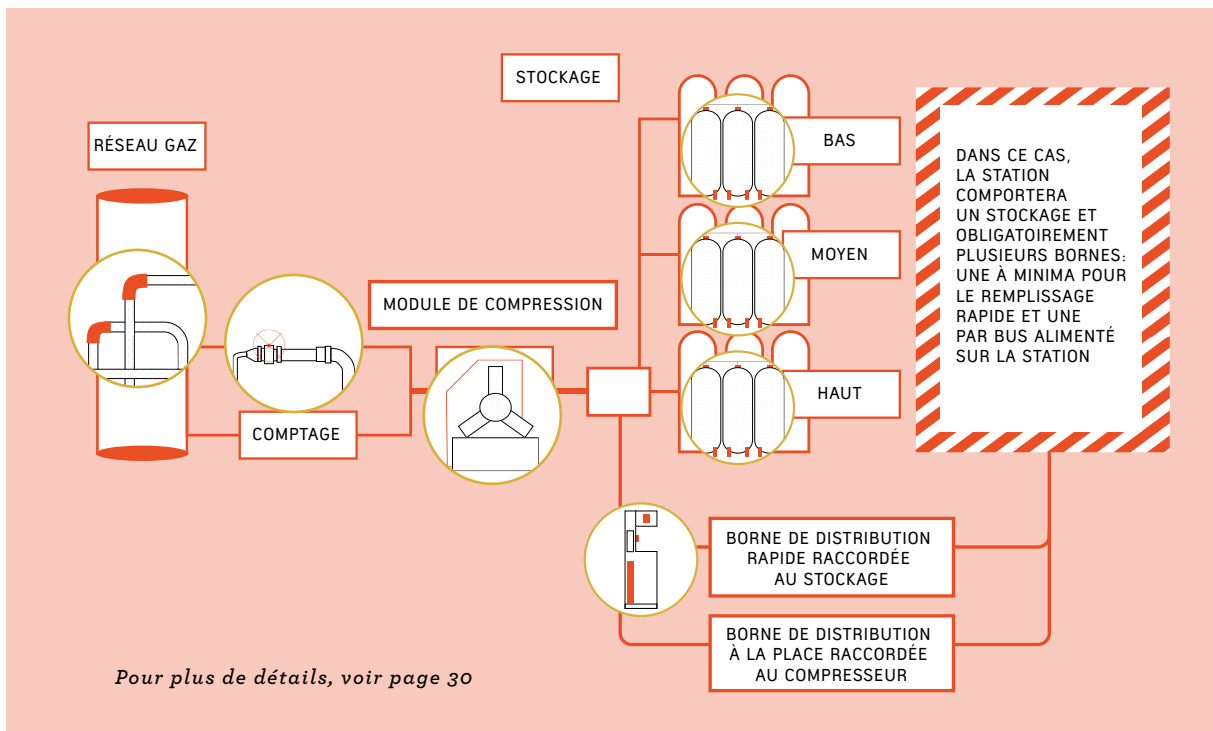 STOCKAGE
RÉSEAU GAZ
BAS
DANS CE CAS,
LA STATION
COMPORTERA
UN STOCKAGE ET
OBLIGATOIREMENT
PLUSIEURS BORNES:
UNE À MINIMA POUR
LE REMPLISSAGE
RAPIDE ET UNE
PAR BUS ALIMENTÉ
SUR LA STATION
MOYEN
MODULE DE COMPRESSION
HAUT
COMPTAGE
BORNE DE DISTRIBUTION
RAPIDE RACCORDÉE
AU STOCKAGE
BORNE DE DISTRIBUTION
À LA PLACE RACCORDÉE
AU COMPRESSEUR
Pour plus de détails, voir page 30